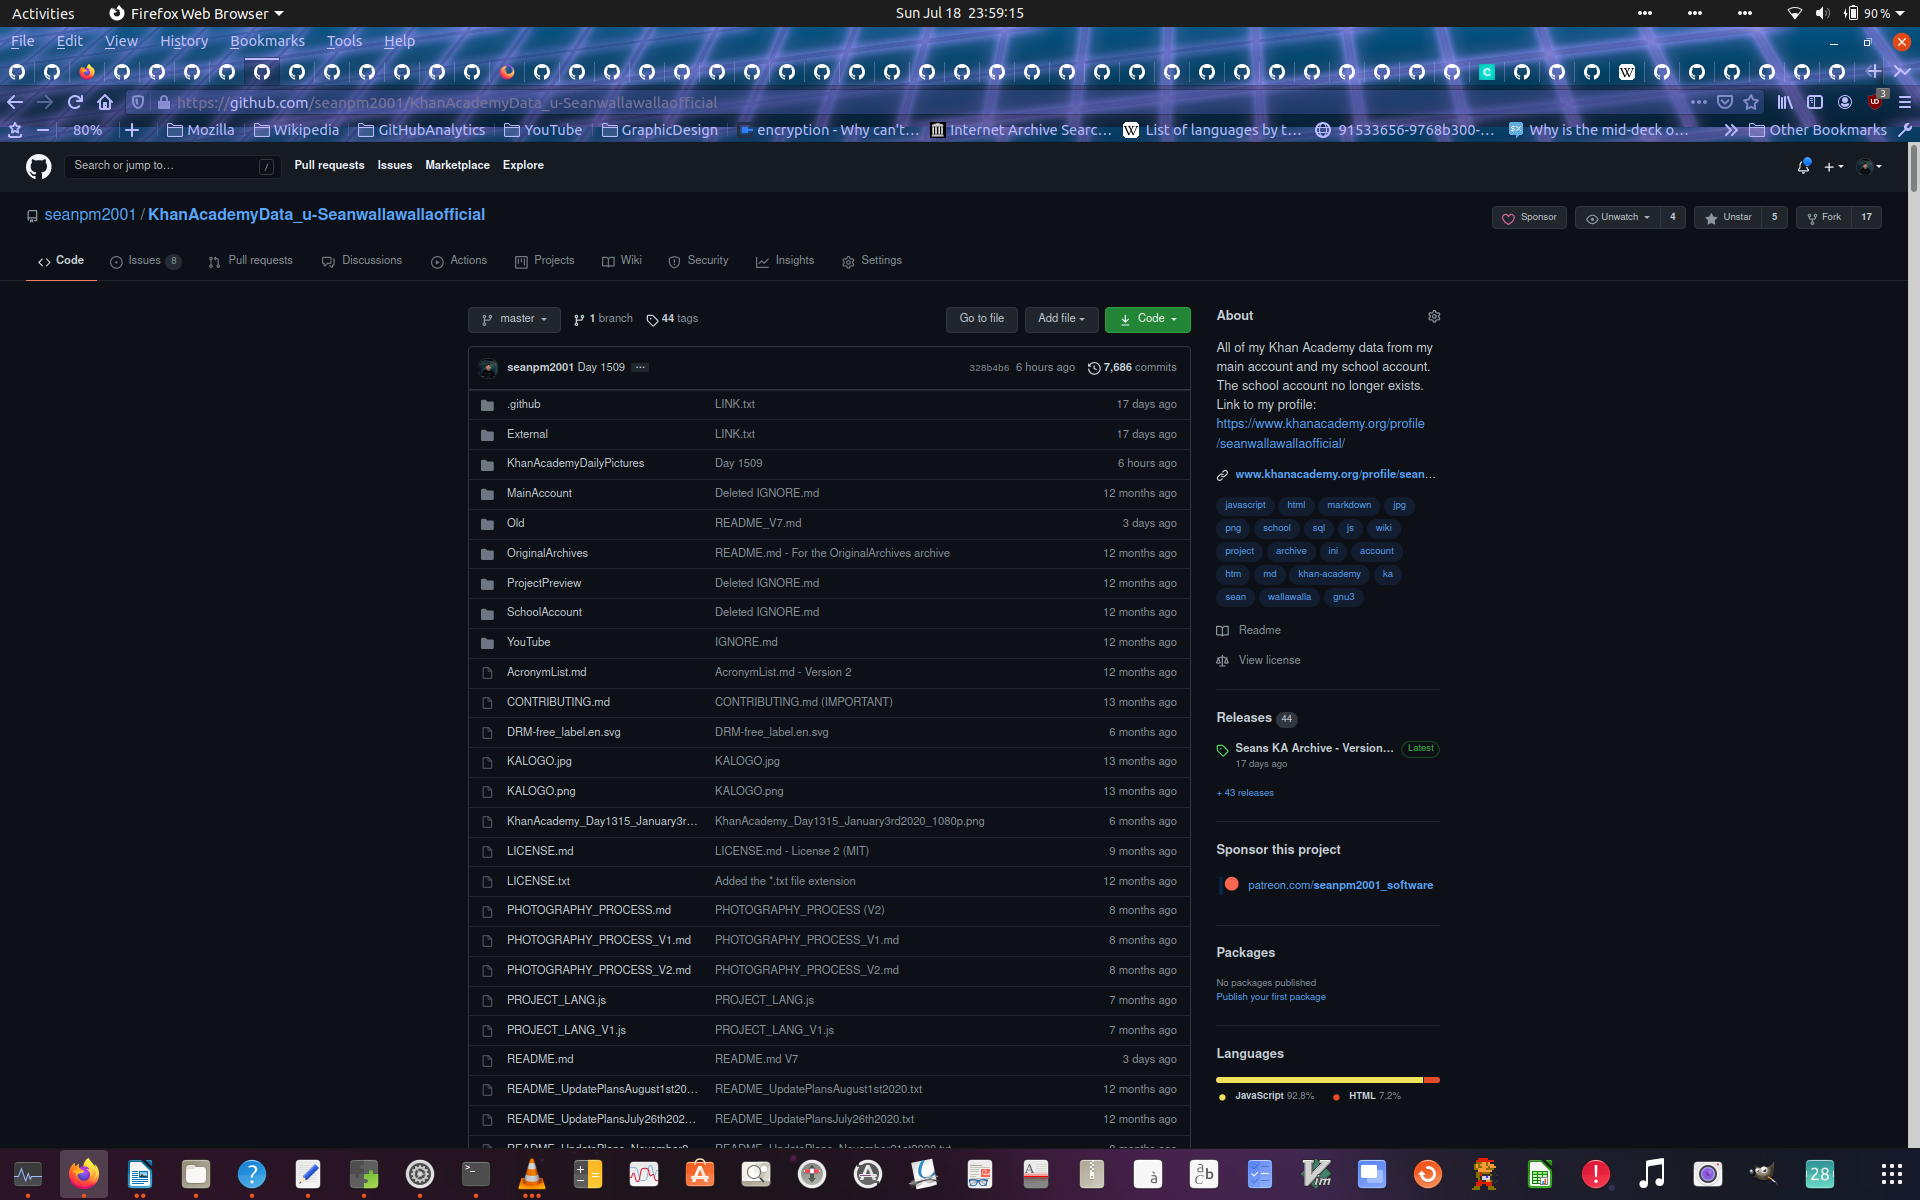 Activities
Firefox Web Browser
Sun Jul 18 23:59:15
90 %
File Edit View History Bookmarks Tools Help
https://github.com/seanpm2001/KhanAcademyData_u-Seanwallawallaofficial
3
80%
Mozilla
Wikipedia
GitHubAnalytics
YouTube
GraphicDesign
encryption - Why can't…
Internet Archive Searc…
List of languages by t…
91533656-9768b300-…
Why is the mid-deck o…
Other Bookmarks
Search or jump to…
/
Pull requests Issues Marketplace Explore
seanpm2001 / KhanAcademyData_u-Seanwallawallaofficial
Sponsor
Unwatch 4
Unstar 5
Fork 17
Code
Issues 8
Pull requests
Discussions
Actions
Projects
Wiki
Security
Insights
Settings
master
1 branch
44 tags
Go to file
Add file
Code
seanpm2001 Day 1509 ...
328b4b6 6 hours ago
7,686 commits
.github LINK.txt 17 days ago
External LINK.txt 17 days ago
KhanAcademyDailyPictures Day 1509 6 hours ago
MainAccount Deleted IGNORE.md 12 months ago
Old README_V7.md 3 days ago
OriginalArchives README.md - For the OriginalArchives archive 12 months ago
ProjectPreview Deleted IGNORE.md 12 months ago
SchoolAccount Deleted IGNORE.md 12 months ago
YouTube IGNORE.md 12 months ago
AcronymList.md AcronymList.md - Version 2 12 months ago
CONTRIBUTING.md CONTRIBUTING.md (IMPORTANT) 13 months ago
DRM-free_label.en.svg DRM-free_label.en.svg 6 months ago
KALOGO.jpg KALOGO.jpg 13 months ago
KALOGO.png KALOGO.png 13 months ago
KhanAcademy_Day1315_January3r… KhanAcademy_Day1315_January3rd2020_1080p.png 6 months ago
LICENSE.md LICENSE.md - License 2 (MIT) 9 months ago
LICENSE.txt Added the *.txt file extension 12 months ago
PHOTOGRAPHY_PROCESS.md PHOTOGRAPHY_PROCESS (V2) 8 months ago
PHOTOGRAPHY_PROCESS_V1.md PHOTOGRAPHY_PROCESS_V1.md 8 months ago
PHOTOGRAPHY_PROCESS_V2.md PHOTOGRAPHY_PROCESS_V2.md 8 months ago
PROJECT_LANG.js PROJECT_LANG.js 7 months ago
PROJECT_LANG_V1.js PROJECT_LANG_V1.js 7 months ago
README.md README.md V7 3 days ago
README_UpdatePlansAugust1st20… README_UpdatePlansAugust1st2020.txt 12 months ago
README_UpdatePlansJuly26th202… README_UpdatePlansJuly26th2020.txt 12 months ago
About
All of my Khan Academy data from my
main account and my school account.
The school account no longer exists.
Link to my profile:
https://www.khanacademy.org/profile
/seanwallawallaofficial/
www.khanacademy.org/profile/sean…
javascript html markdown jpg
png school sql js wiki
project archive ini account
htm md khan-academy ka
sean wallawalla gnu3
Readme
View license
Releases 44
Seans KA Archive - Version… Latest
17 days ago
+ 43 releases
Sponsor this project
patreon.com/seanpm2001_software
Packages
No packages published
Publish your first package
Languages
JavaScript 92.8%
HTML 7.2%
28